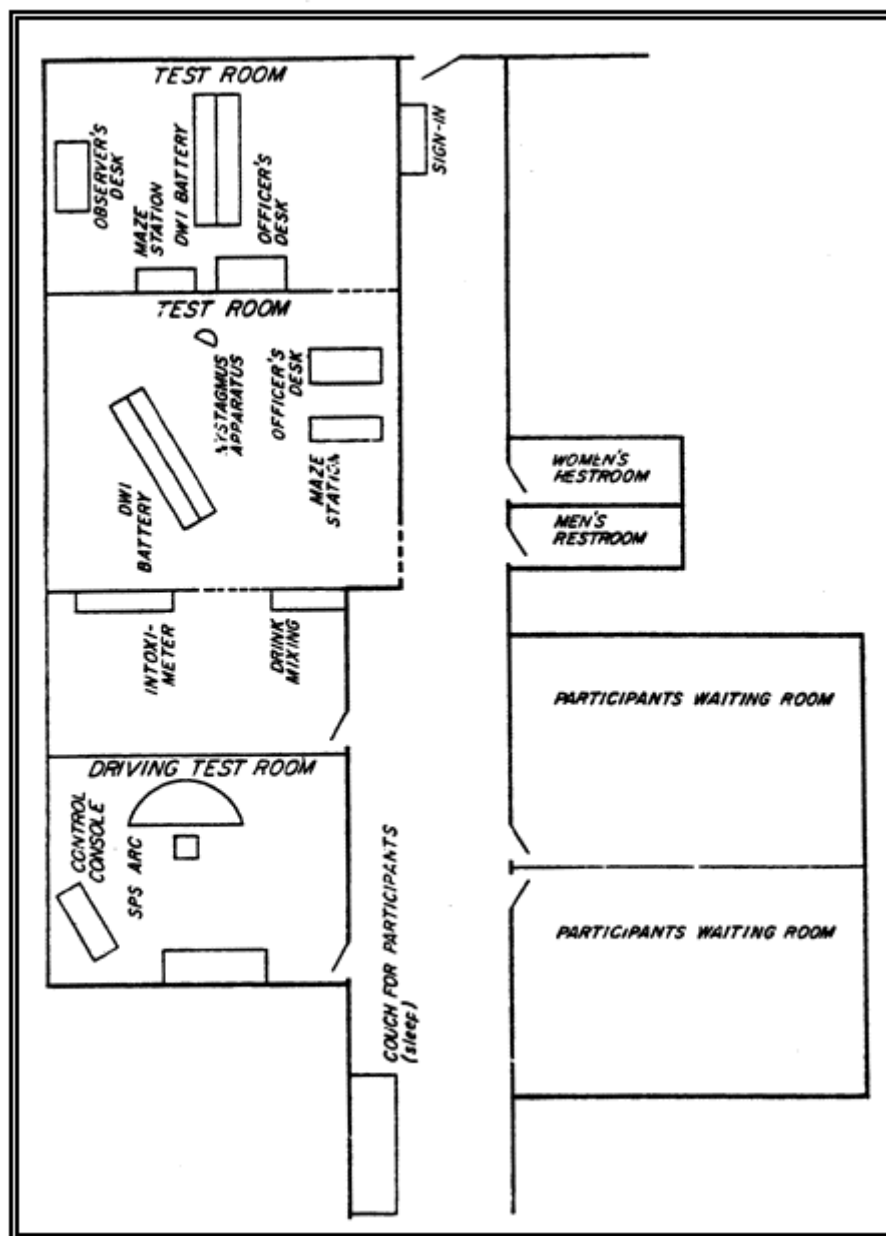 TEST ROOM
OBSERVER'S
DESK
MAZE
STATION
DWI BATTERY
OFFICER'S
DESK
SIGN-IN
TEST ROOM
NYSTAGMUS
APPARATUS
OFFICER'S
DESK
DWI
BATTERY
MAZE
STATION
WOMEN'S
RESTROOM
MEN'S
RESTROOM
INTOXI-
METER
DRINK
MIXING
PARTICIPANTS WAITING ROOM
DRIVING TEST ROOM
CONTROL
CONSOLE
SPS ARC
COUCH FOR PARTICIPANTS
(sleep)
PARTICIPANTS WAITING ROOM